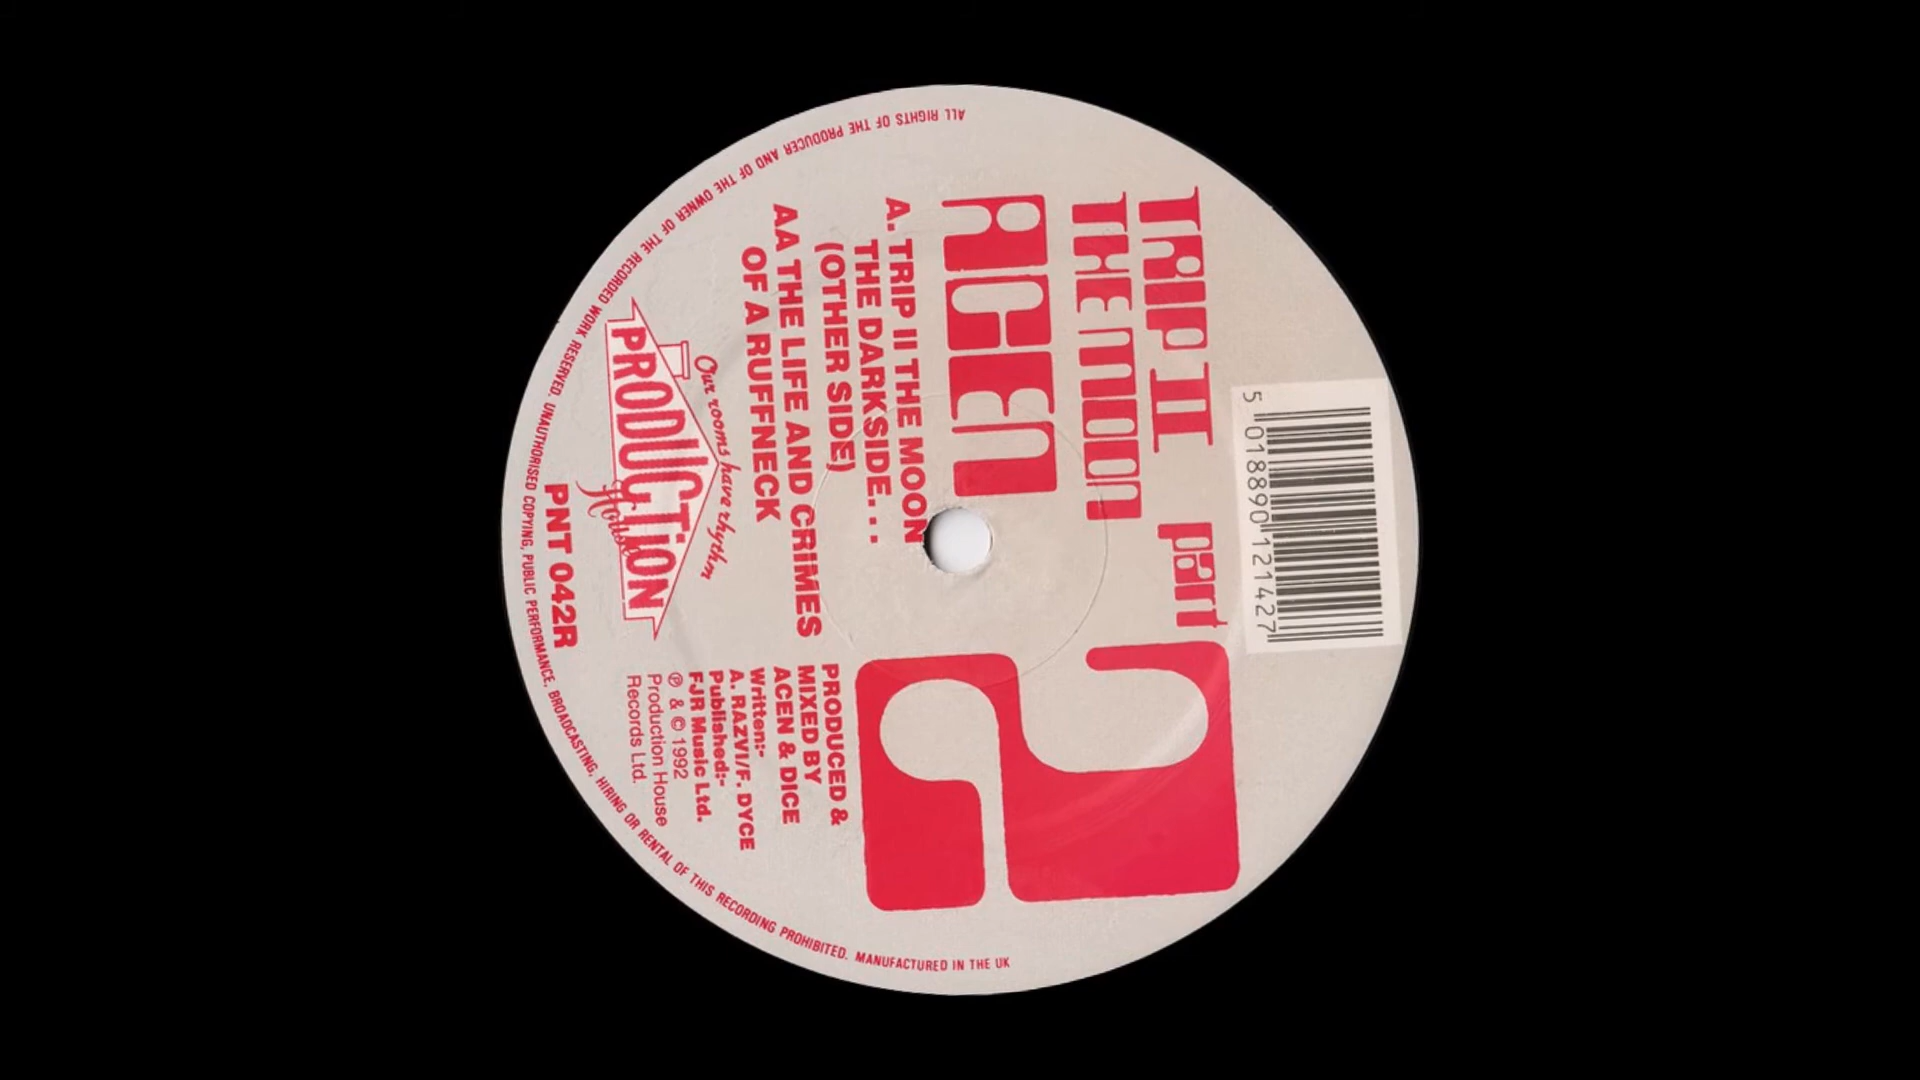 TRIP II
THE MOON
part
2
ACEN
A. TRIP II THE MOON
THE DARKSIDE...
(OTHER SIDE)
AA THE LIFE AND CRIMES
OF A RUFFNECK
PRODUCED &
MIXED BY
ACEN & DICE
Written:-
A. RAZVI/F. DYCE
Published:-
FJR Music Ltd.
℗ & © 1992
Production House
Records Ltd.
Our rooms have rhythm
PRODUCTION
House
PNT 042R
5 018890 121427
ALL RIGHTS OF THE PRODUCER AND OF THE OWNER OF THE RECORDED WORK RESERVED. UNAUTHORISED COPYING, PUBLIC PERFORMANCE, BROADCASTING, HIRING OR RENTAL OF THIS RECORDING PROHIBITED. MANUFACTURED IN THE UK